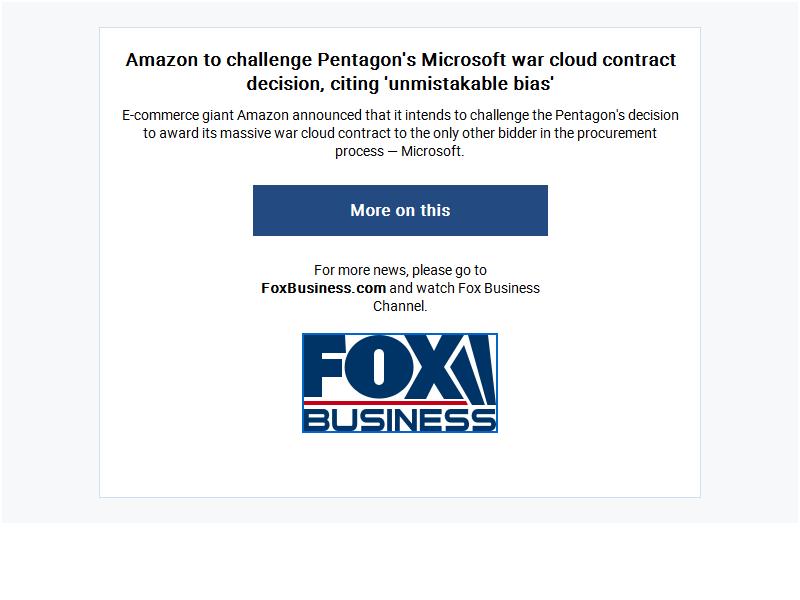 Amazon to challenge Pentagon's Microsoft war cloud contract
decision, citing 'unmistakable bias'
E-commerce giant Amazon announced that it intends to challenge the Pentagon's decision
to award its massive war cloud contract to the only other bidder in the procurement
process — Microsoft.
More on this
For more news, please go to
FoxBusiness.com and watch Fox Business
Channel.
FOX
BUSINESS